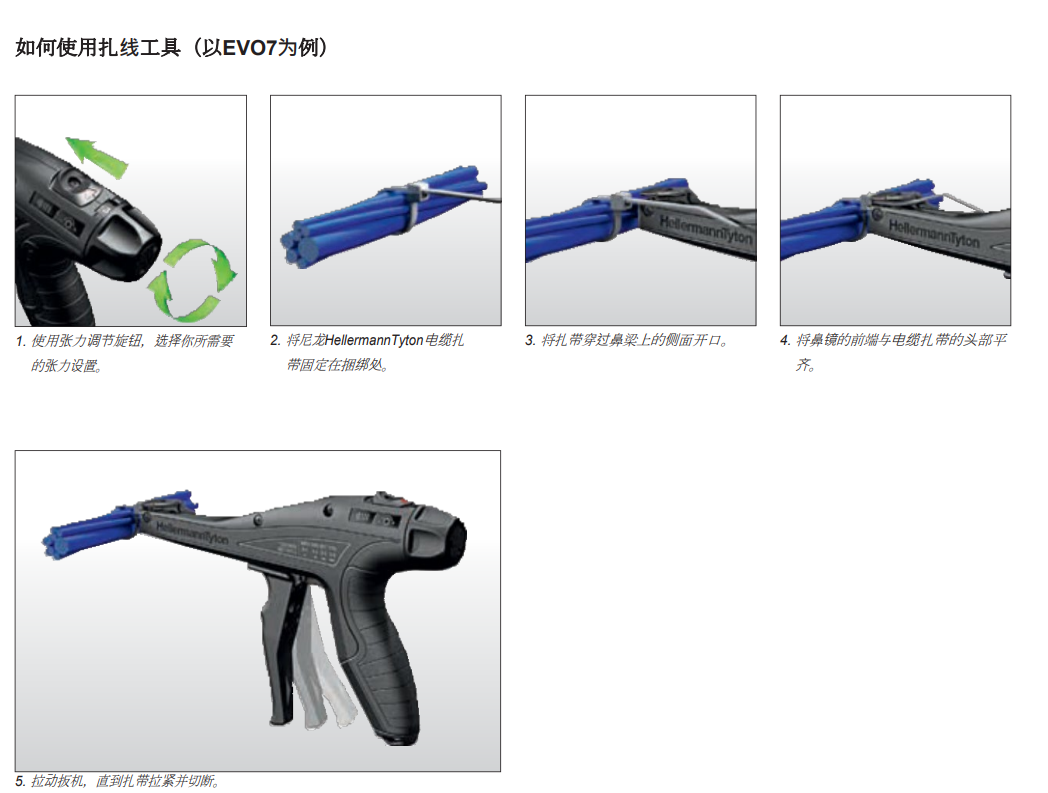 如何使用扎线工具（以EVO7为例）
HellermannTyton
HellermannTyton
1. 使用张力调节旋钮，选择你所需要
的张力设置。
2. 将尼龙HellermannTyton电缆扎
带固定在捆绑处。
3. 将扎带穿过鼻梁上的侧面开口。
4. 将鼻镜的前端与电缆扎带的头部平
齐。
HellermannTyton
5. 拉动扳机，直到扎带拉紧并切断。